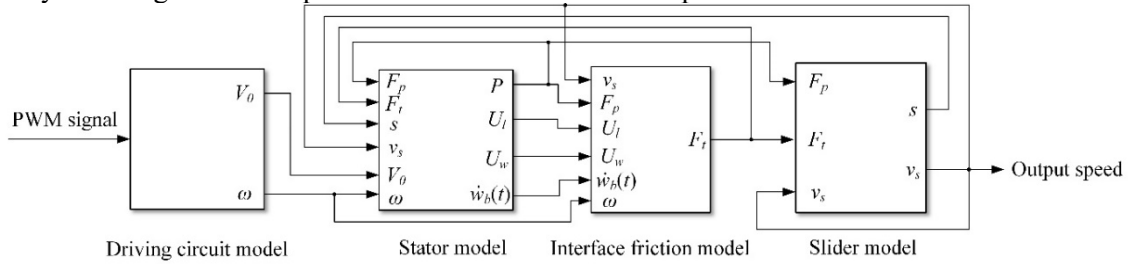 PWM signal
V0
ω
Driving circuit model
Fp
Ft
s
vs
V0
ω
P
Ul
Uw
ẇb(t)
Stator model
vs
Fp
Ul
Uw
ẇb(t)
ω
Ft
Interface friction model
Fp
Ft
vs
s
vs
Slider model
Output speed